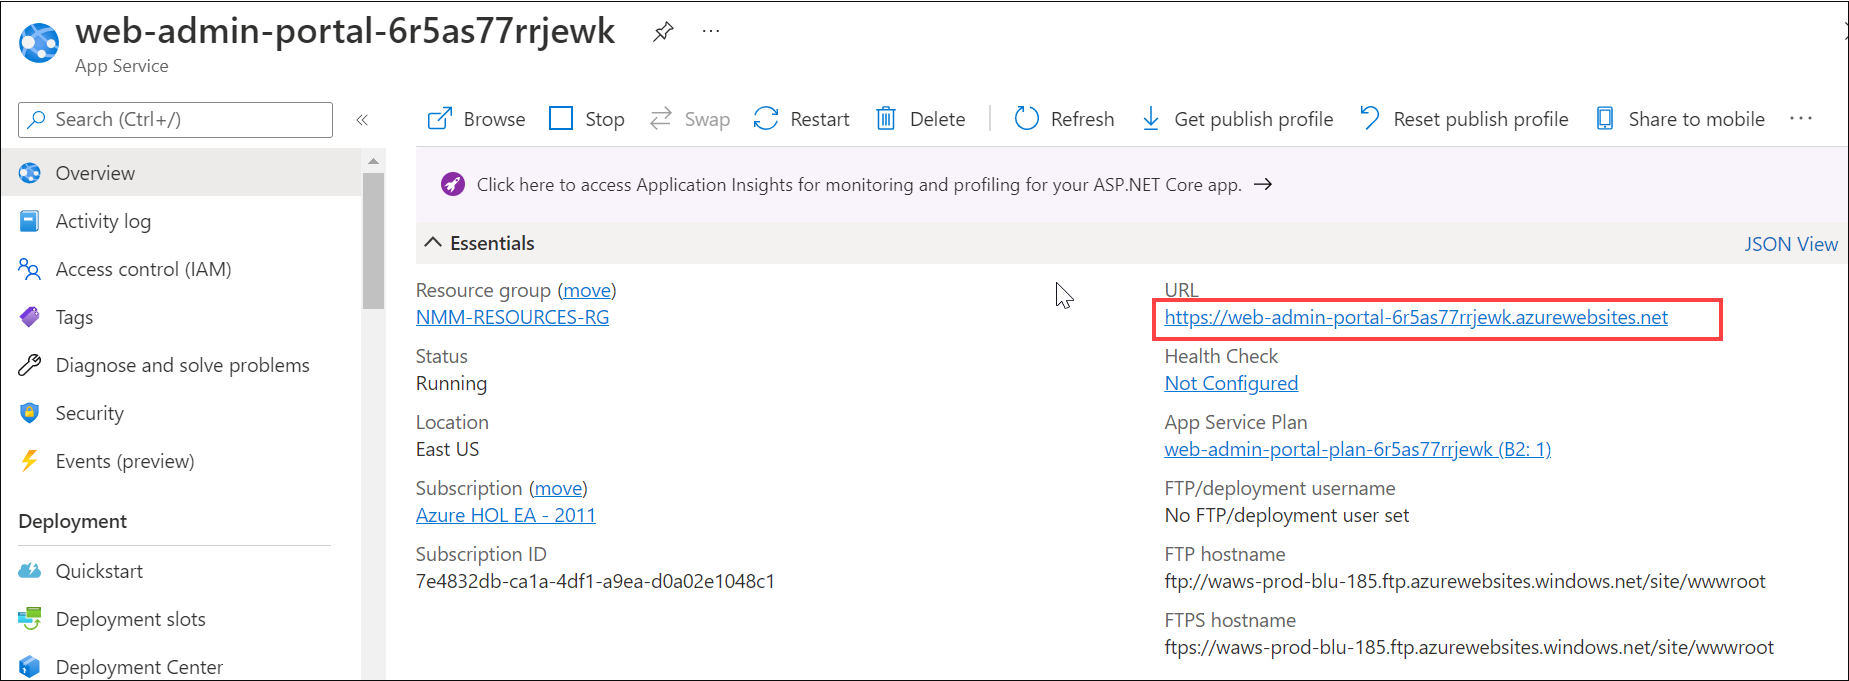 web-admin-portal-6r5as77rrjewk
App Service
Search (Ctrl+/)
Browse Stop Swap Restart Delete Refresh Get publish profile Reset publish profile Share to mobile
Overview
Activity log
Access control (IAM)
Tags
Diagnose and solve problems
Security
Events (preview)
Deployment
Quickstart
Deployment slots
Deployment Center
Click here to access Application Insights for monitoring and profiling for your ASP.NET Core app.
Essentials
JSON View
Resource group (move)
NMM-RESOURCES-RG
Status
Running
Location
East US
Subscription (move)
Azure HOL EA - 2011
Subscription ID
7e4832db-ca1a-4df1-a9ea-d0a02e1048c1
URL
https://web-admin-portal-6r5as77rrjewk.azurewebsites.net
Health Check
Not Configured
App Service Plan
web-admin-portal-plan-6r5as77rrjewk (B2: 1)
FTP/deployment username
No FTP/deployment user set
FTP hostname
ftp://waws-prod-blu-185.ftp.azurewebsites.windows.net/site/wwwroot
FTPS hostname
ftps://waws-prod-blu-185.ftp.azurewebsites.windows.net/site/wwwroot